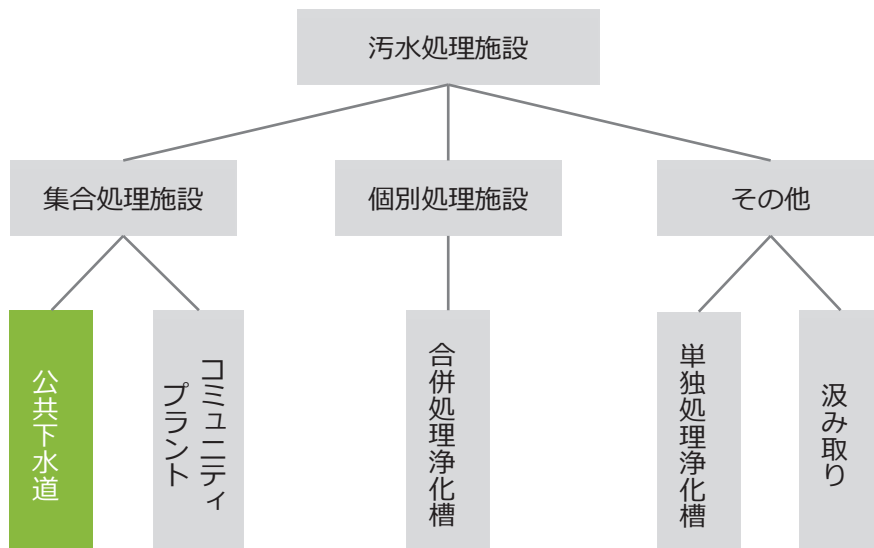 汚水処理施設
集合処理施設
個別処理施設
その他
公共下水道
コミュニティ
プラント
合併処理浄化槽
単独処理浄化槽
汲み取り